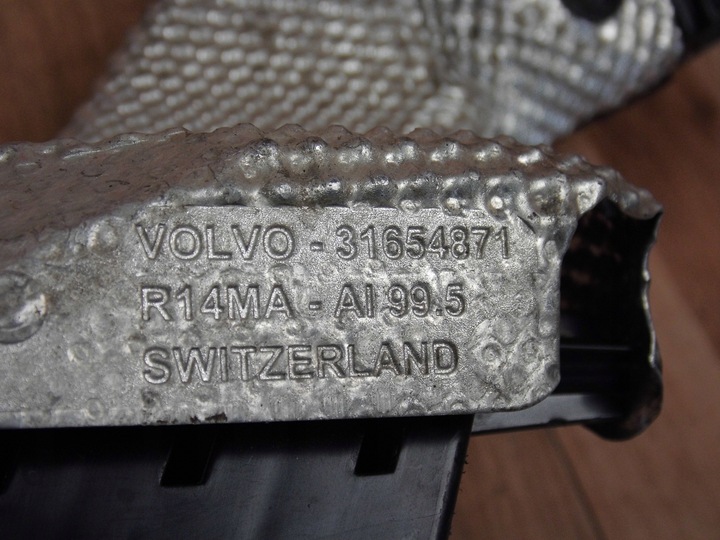 VOLVO - 31654871
R14MA - Al 99.5
SWITZERLAND